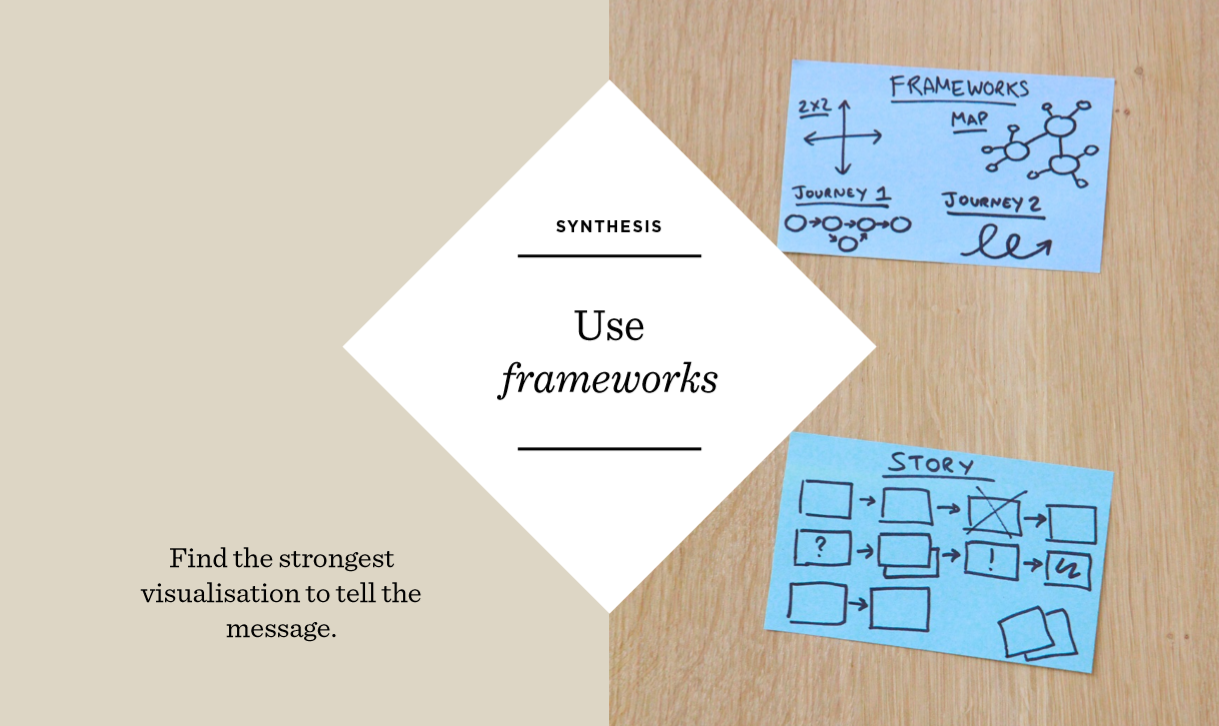 SYNTHESIS
Use
frameworks
Find the strongest
visualisation to tell the
message.
FRAMEWORKS
2x2
MAP
JOURNEY 1
JOURNEY 2
STORY
?
!